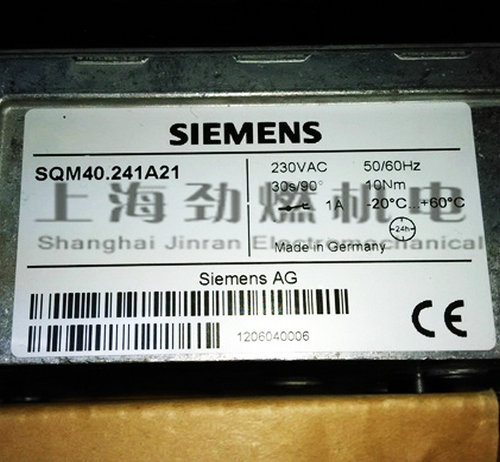 SIEMENS
SQM40.241A21
230VAC 50/60Hz
30s/90° 10Nm
1A -20°C...+60°C
上海劲燃机电
Shanghai Jinran Electromechanical
24h
Made in Germany
Siemens AG
1206040006
CE